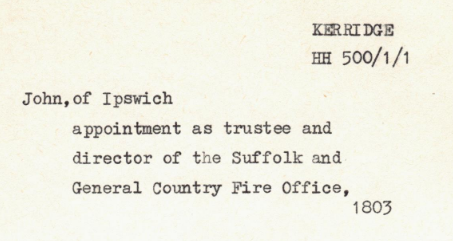 KERRIDGE
HH 500/1/1
John, of Ipswich
appointment as trustee and
director of the Suffolk and
General Country Fire Office,
1803